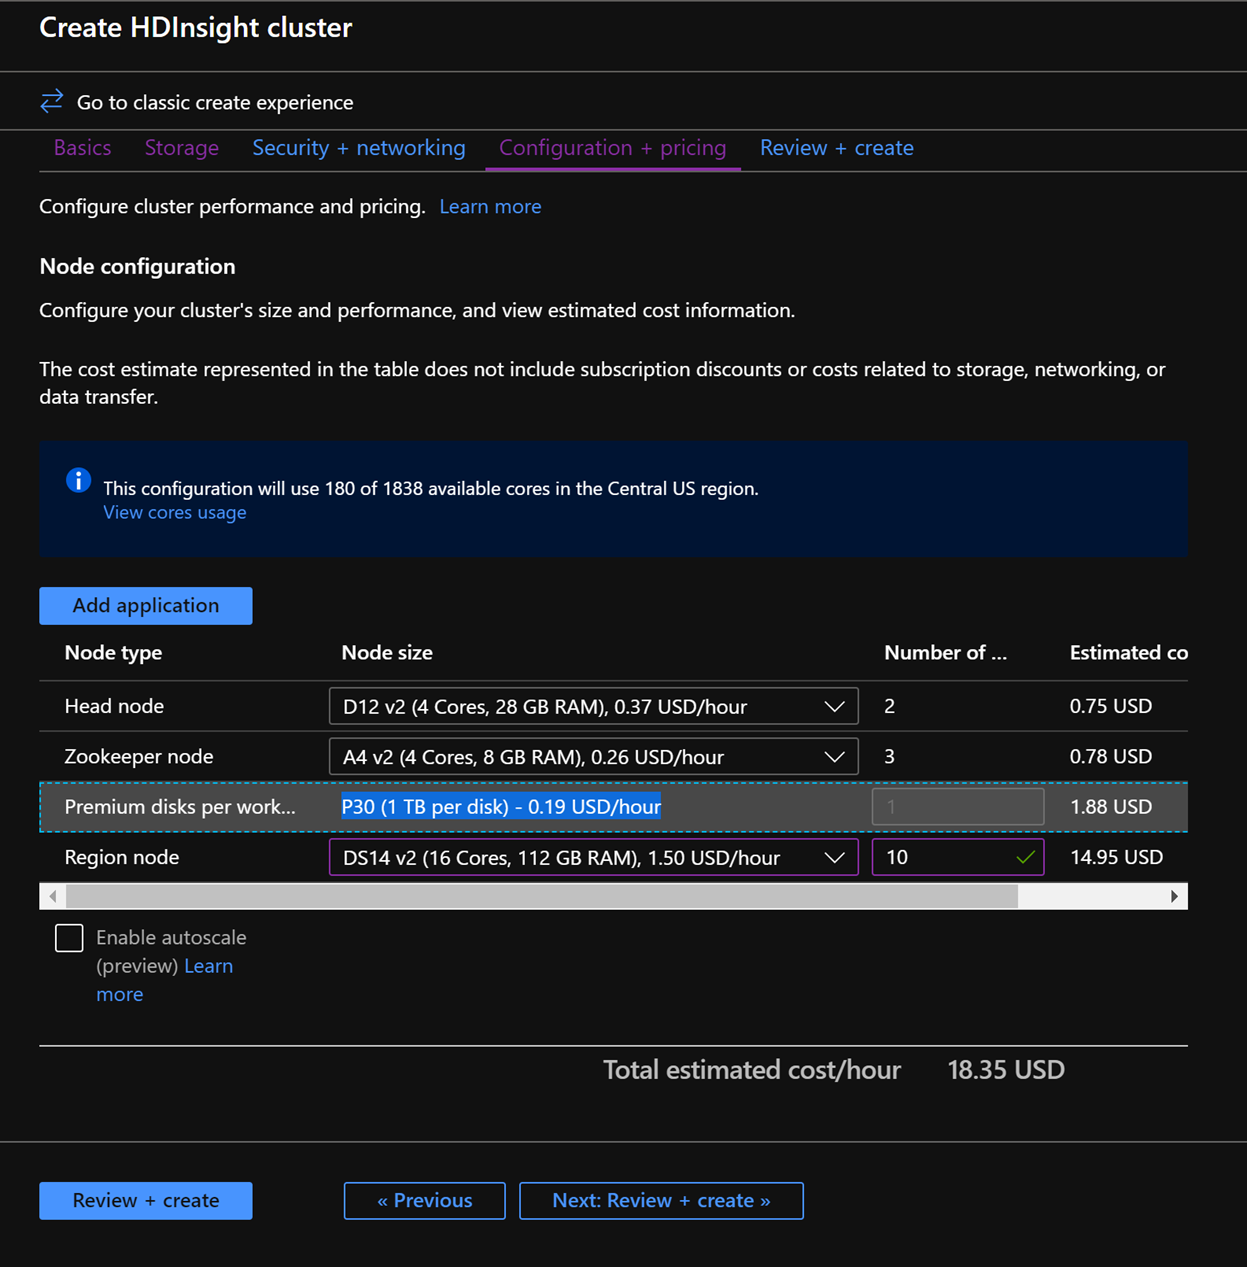 Create HDInsight cluster
Go to classic create experience
Basics Storage Security + networking Configuration + pricing Review + create
Configure cluster performance and pricing. Learn more
Node configuration
Configure your cluster's size and performance, and view estimated cost information.
The cost estimate represented in the table does not include subscription discounts or costs related to storage, networking, or
data transfer.
This configuration will use 180 of 1838 available cores in the Central US region.
View cores usage
Add application
Node type Node size Number of ... Estimated co
Head node D12 v2 (4 Cores, 28 GB RAM), 0.37 USD/hour 2 0.75 USD
Zookeeper node A4 v2 (4 Cores, 8 GB RAM), 0.26 USD/hour 3 0.78 USD
Premium disks per work... P30 (1 TB per disk) - 0.19 USD/hour 1 1.88 USD
Region node DS14 v2 (16 Cores, 112 GB RAM), 1.50 USD/hour 10 14.95 USD
Enable autoscale
(preview) Learn
more
Total estimated cost/hour 18.35 USD
Review + create « Previous Next: Review + create »